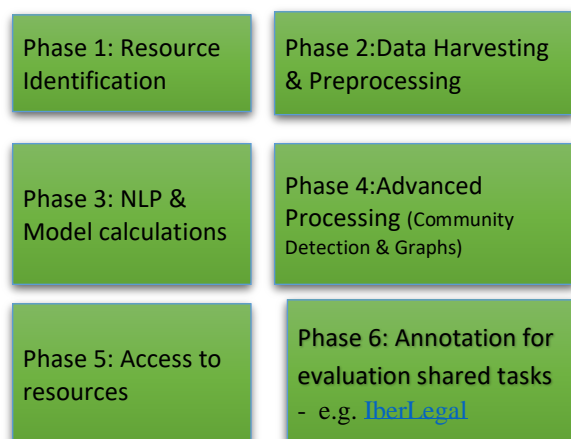 Phase 1: Resource
Identification
Phase 2:Data Harvesting
& Preprocessing
Phase 3: NLP &
Model calculations
Phase 4:Advanced
Processing (Community
Detection & Graphs)
Phase 5: Access to
resources
Phase 6: Annotation for
evaluation shared tasks
- e.g. IberLegal